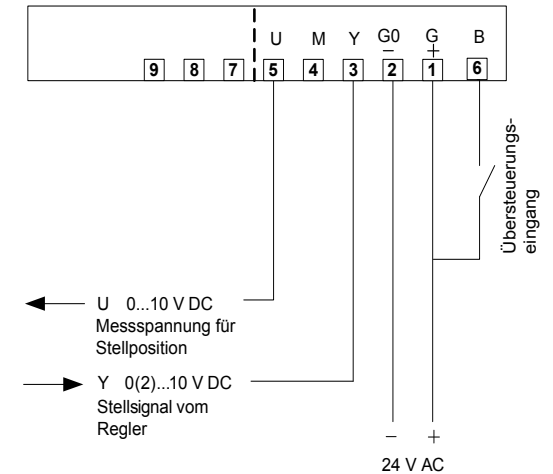 U M Y G0 G B
− +
9 8 7 5 4 3 2 1 6
Übersteuerungs-
eingang
U 0...10 V DC
Messspannung für
Stellposition
Y 0(2)...10 V DC
Stellsignal vom
Regler
− +
24 V AC